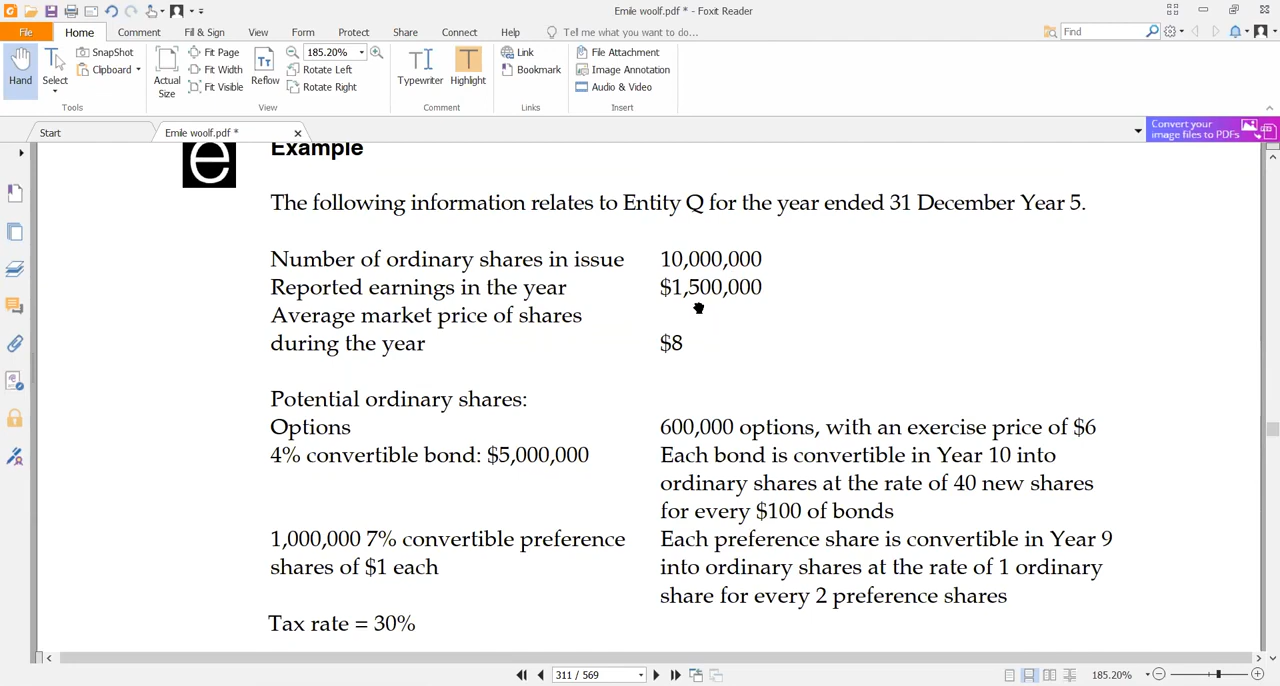 Emile woolf.pdf * - Foxit Reader
File Home Comment Fill & Sign View Form Protect Share Connect Help Tell me what you want to do... Find
Hand
Select
SnapShot
Clipboard
Tools
Actual
Size
Fit Page
Fit Width
Fit Visible
Reflow
185.20%
Rotate Left
Rotate Right
View
Typewriter
Highlight
Comment
Link
Bookmark
Links
File Attachment
Image Annotation
Audio & Video
Insert
Start
Emile woolf.pdf *
Convert your
image files to PDFs
e
Example
The following information relates to Entity Q for the year ended 31 December Year 5.
Number of ordinary shares in issue 10,000,000
Reported earnings in the year $1,500,000
Average market price of shares
during the year $8
Potential ordinary shares:
Options 600,000 options, with an exercise price of $6
4% convertible bond: $5,000,000 Each bond is convertible in Year 10 into
ordinary shares at the rate of 40 new shares
for every $100 of bonds
1,000,000 7% convertible preference Each preference share is convertible in Year 9
shares of $1 each into ordinary shares at the rate of 1 ordinary
share for every 2 preference shares
Tax rate = 30%
311 / 569
185.20%